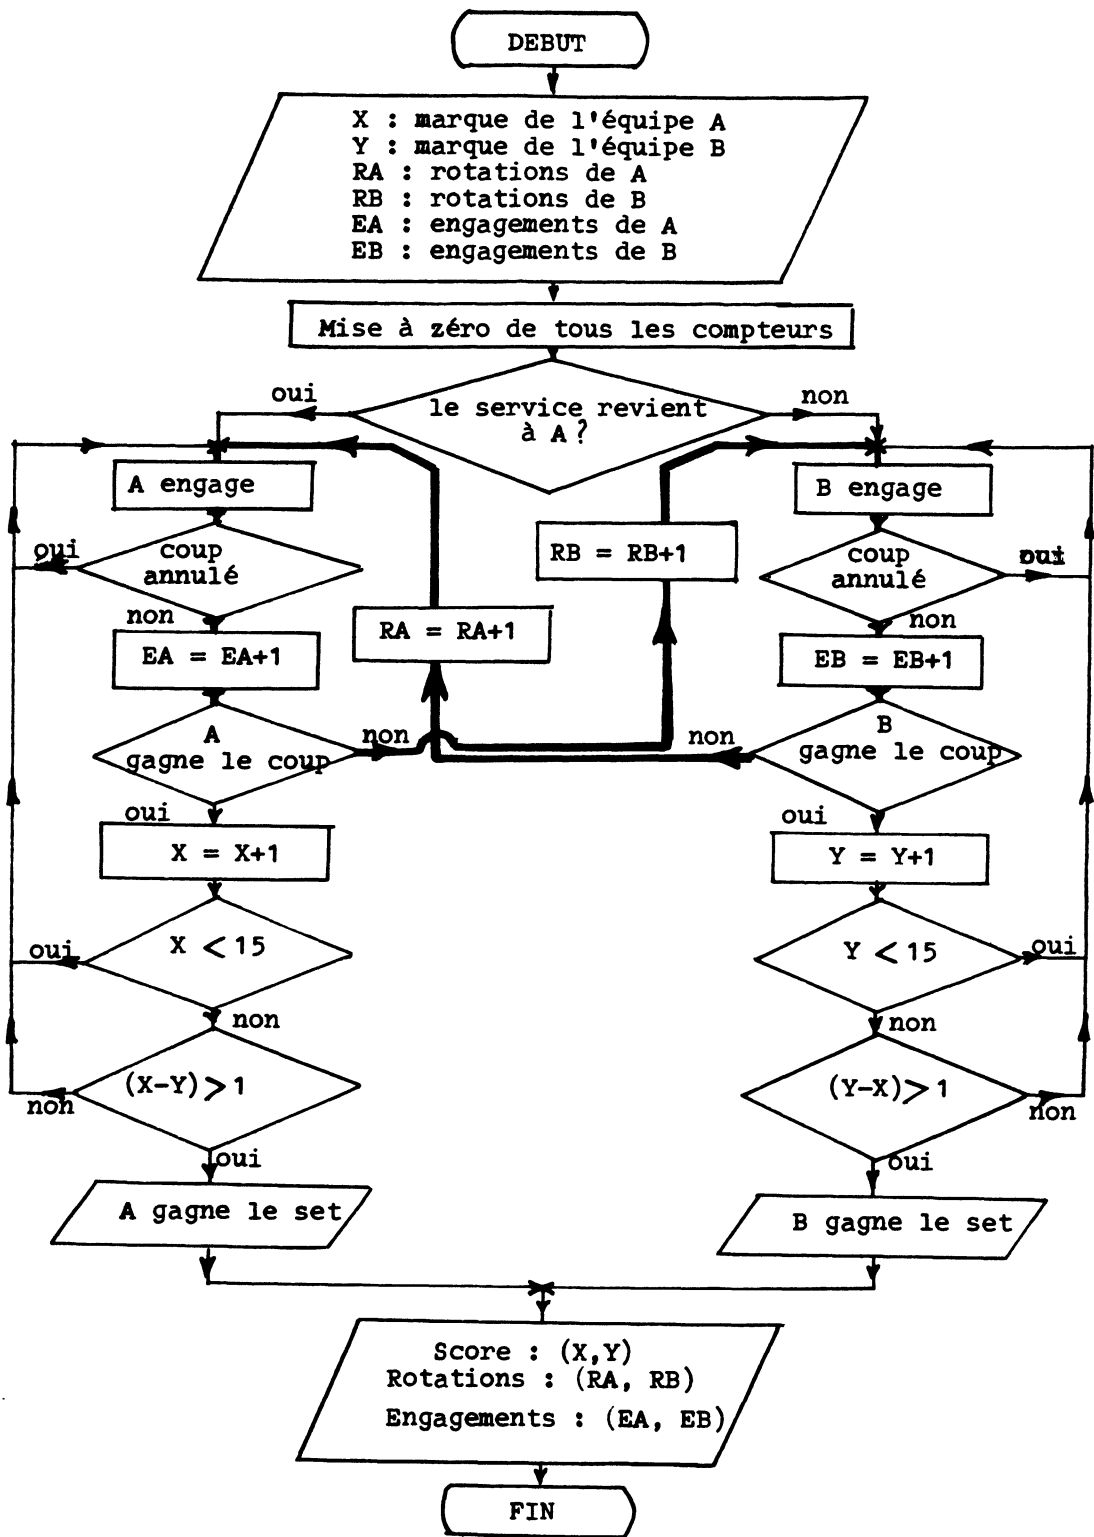 DEBUT
X : marque de l'équipe A
Y : marque de l'équipe B
RA : rotations de A
RB : rotations de B
EA : engagements de A
EB : engagements de B
Mise à zéro de tous les compteurs
oui
le service revient
à A ?
non
A engage
B engage
oui
coup
annulé
RB = RB+1
coup
annulé
oui
non
RA = RA+1
non
EA = EA+1
EB = EB+1
A
gagne le coup
non
non
B
gagne le coup
oui
oui
X = X+1
Y = Y+1
oui
X < 15
Y < 15
oui
non
non
(X-Y) > 1
(Y-X) > 1
non
non
oui
oui
A gagne le set
B gagne le set
Score : (X,Y)
Rotations : (RA, RB)
Engagements : (EA, EB)
FIN